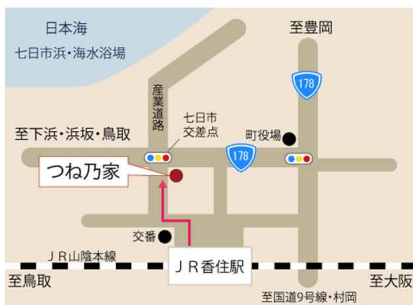 日本海
七日市浜・海水浴場
至豊岡
178
産業道路
七日市
交差点
町役場
至下浜・浜坂・鳥取
178
つね乃家
交番
JR香住駅
JR山陰本線
至鳥取
至大阪
至国道9号線・村岡